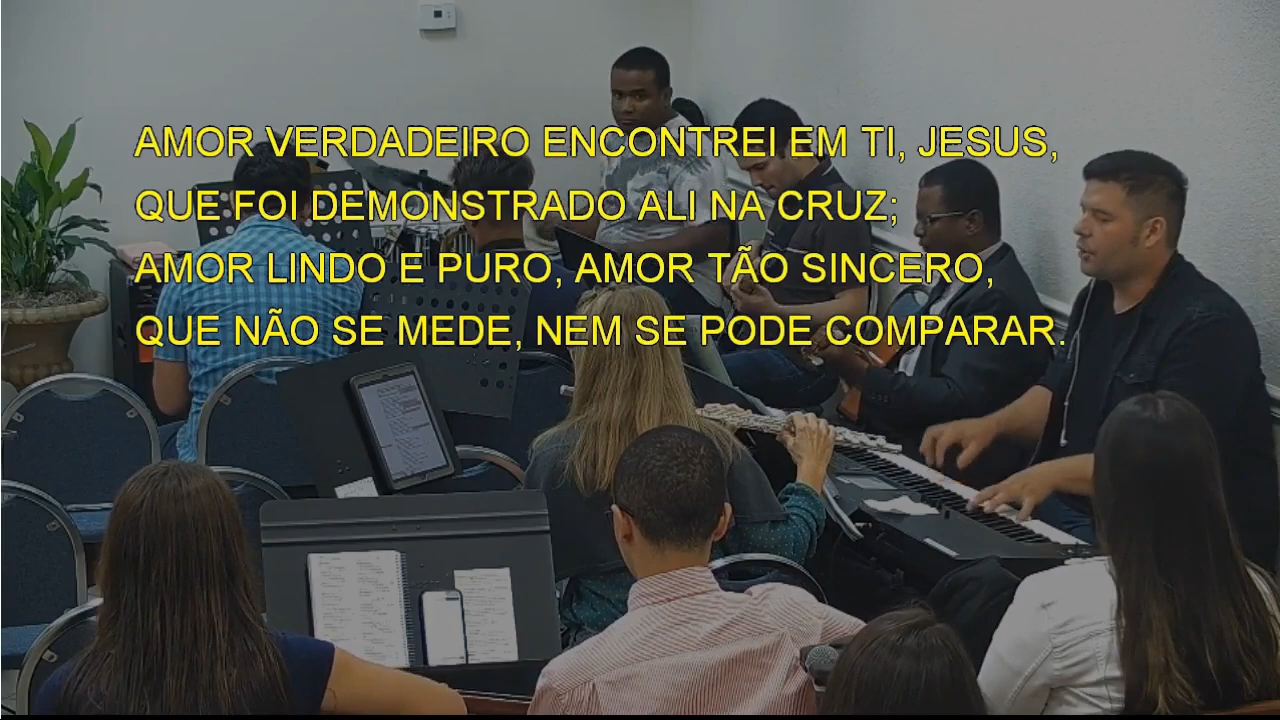 AMOR VERDADEIRO ENCONTREI EM TI, JESUS,
QUE FOI DEMONSTRADO ALI NA CRUZ;
AMOR LINDO E PURO, AMOR TÃO SINCERO,
QUE NÃO SE MEDE, NEM SE PODE COMPARAR.